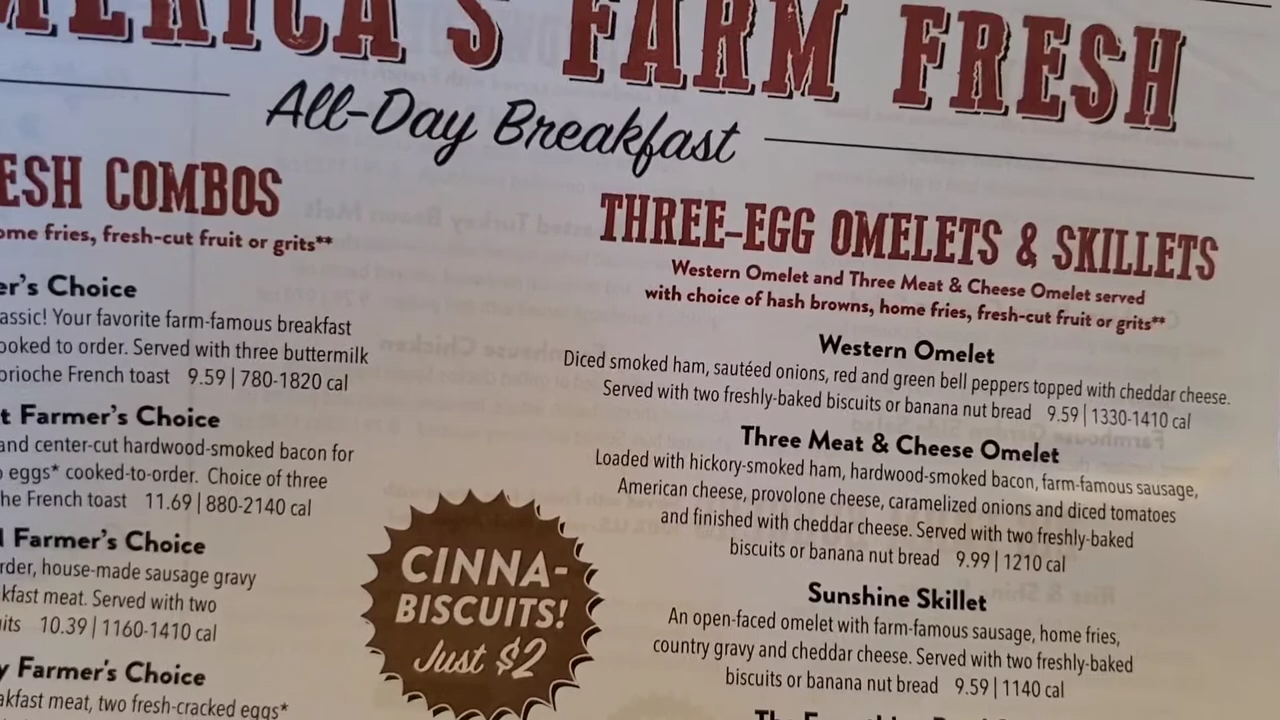 AMERICA'S FARM FRESH
All-Day Breakfast
ESH COMBOS
ome fries, fresh-cut fruit or grits**
er's Choice
assic! Your favorite farm-famous breakfast
ooked to order. Served with three buttermilk
orioche French toast 9.59 | 780-1820 cal
t Farmer's Choice
and center-cut hardwood-smoked bacon for
o eggs* cooked-to-order. Choice of three
he French toast 11.69 | 880-2140 cal
l Farmer's Choice
rder, house-made sausage gravy
kfast meat. Served with two
uits 10.39 | 1160-1410 cal
y Farmer's Choice
akfast meat, two fresh-cracked eggs*
CINNA-
BISCUITS!
Just $2
THREE-EGG OMELETS & SKILLETS
Western Omelet and Three Meat & Cheese Omelet served
with choice of hash browns, home fries, fresh-cut fruit or grits**
Western Omelet
Diced smoked ham, sautéed onions, red and green bell peppers topped with cheddar cheese.
Served with two freshly-baked biscuits or banana nut bread 9.59 | 1330-1410 cal
Three Meat & Cheese Omelet
Loaded with hickory-smoked ham, hardwood-smoked bacon, farm-famous sausage,
American cheese, provolone cheese, caramelized onions and diced tomatoes
and finished with cheddar cheese. Served with two freshly-baked
biscuits or banana nut bread 9.99 | 1210 cal
Sunshine Skillet
An open-faced omelet with farm-famous sausage, home fries,
country gravy and cheddar cheese. Served with two freshly-baked
biscuits or banana nut bread 9.59 | 1140 cal